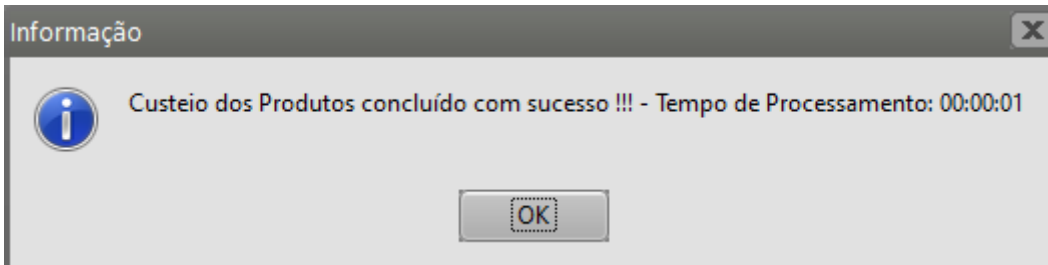 Informação
Custeio dos Produtos concluído com sucesso !!! - Tempo de Processamento: 00:00:01
OK